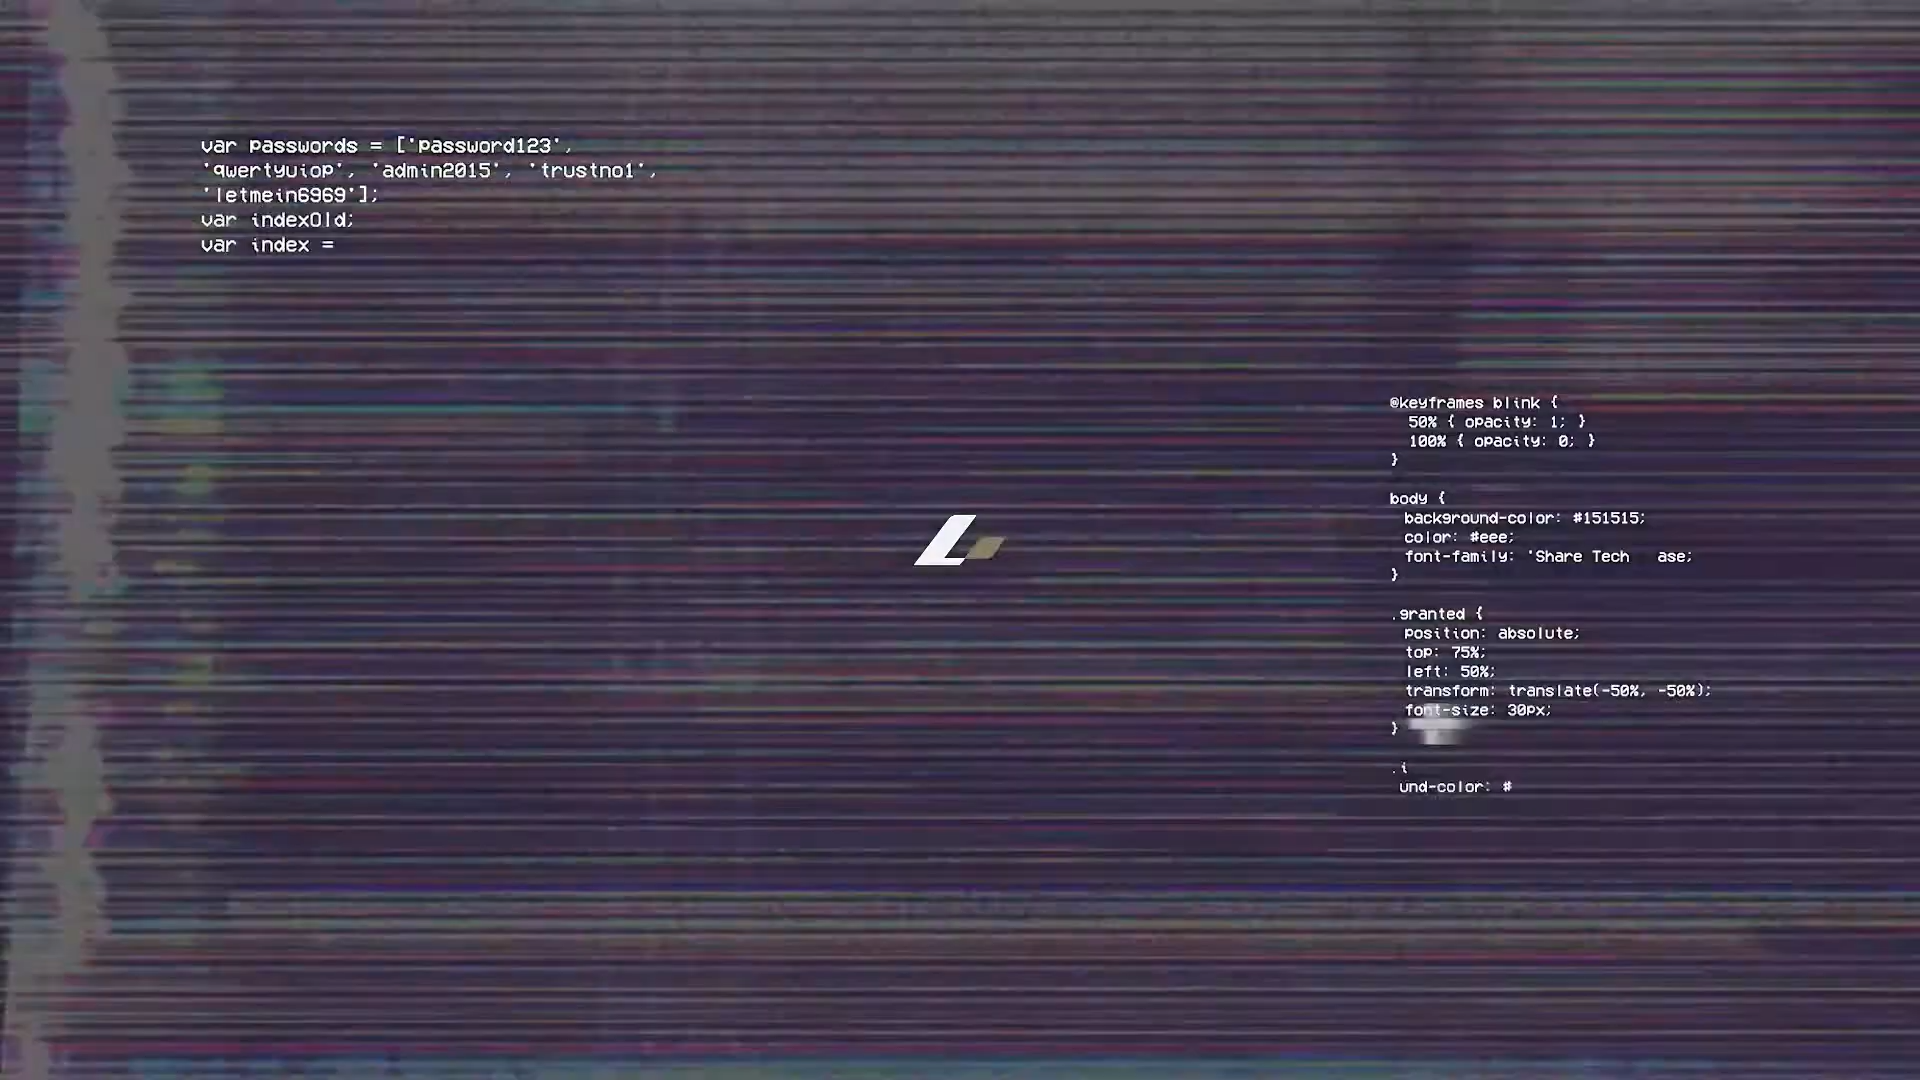 var passwords = ['password123',
'qwertyuiop', 'admin2015', 'trustno1',
'letmein6969'];
var indexOld;
var index =
@keyframes blink {
50% { opacity: 1; }
100% { opacity: 0; }
}
body {
background-color: #151515;
color: #eee;
font-family: 'Share Tech ase;
}
.granted {
position: absolute;
top: 75%;
left: 50%;
transform: translate(-50%, -50%);
font-size: 30px;
}
.i
und-color: #